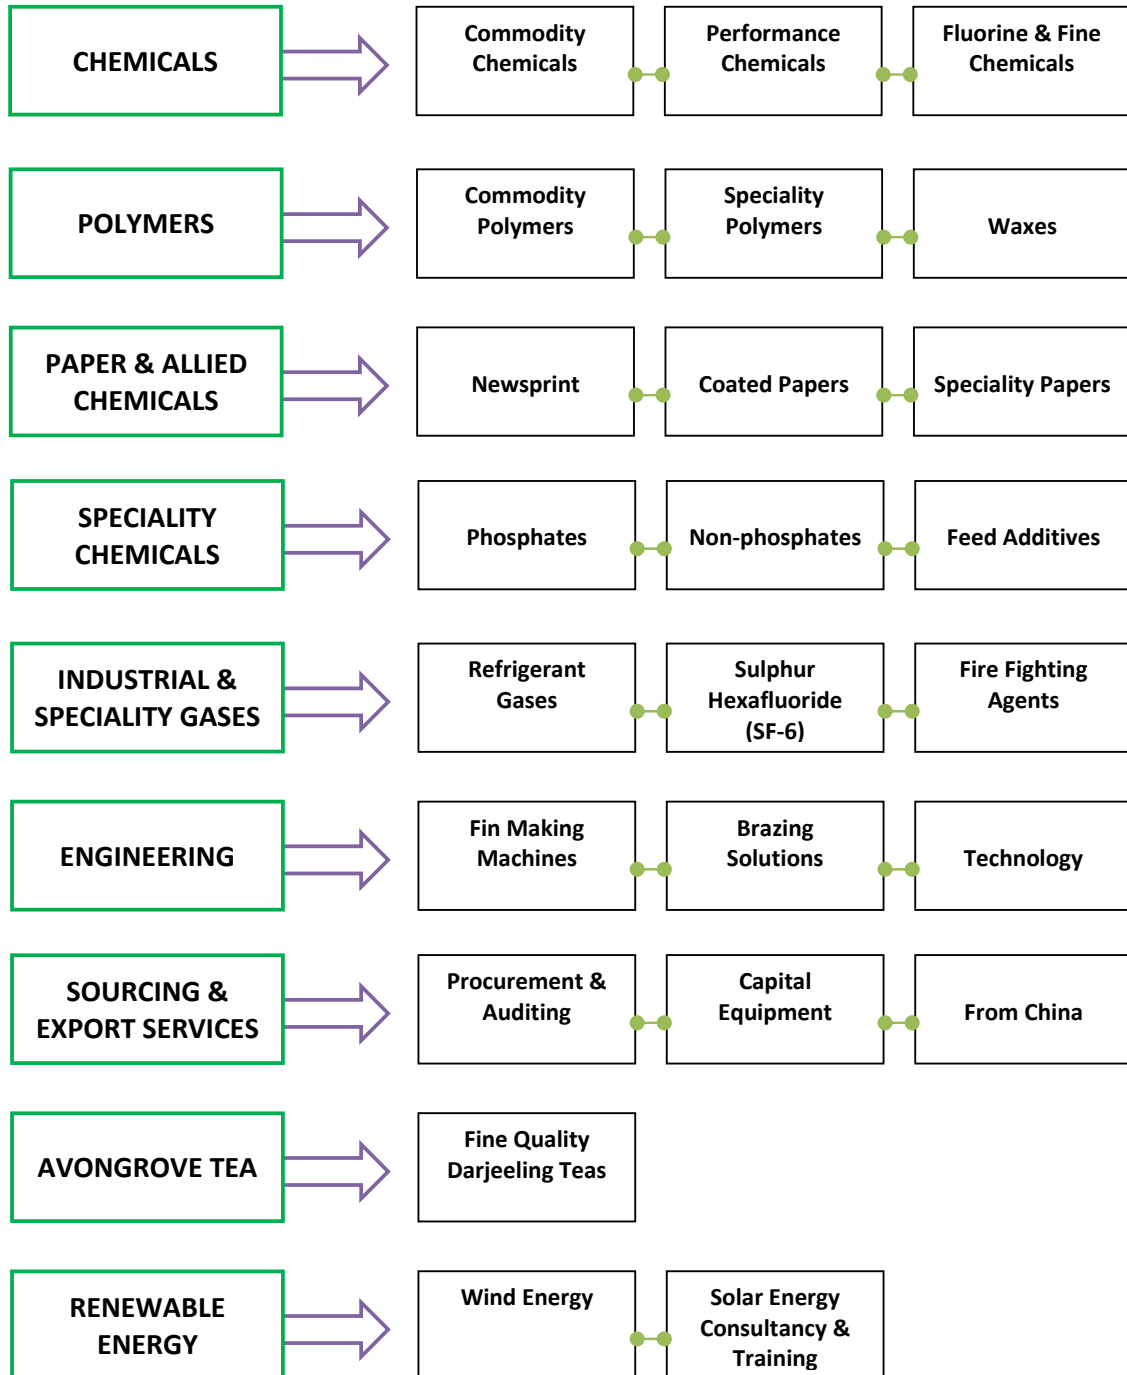 CHEMICALS
Commodity
Chemicals
Performance
Chemicals
Fluorine & Fine
Chemicals
POLYMERS
Commodity
Polymers
Speciality
Polymers
Waxes
PAPER & ALLIED
CHEMICALS
Newsprint
Coated Papers
Speciality Papers
SPECIALITY
CHEMICALS
Phosphates
Non-phosphates
Feed Additives
INDUSTRIAL &
SPECIALITY GASES
Refrigerant
Gases
Sulphur
Hexafluoride
(SF-6)
Fire Fighting
Agents
ENGINEERING
Fin Making
Machines
Brazing
Solutions
Technology
SOURCING &
EXPORT SERVICES
Procurement &
Auditing
Capital
Equipment
From China
AVONGROVE TEA
Fine Quality
Darjeeling Teas
RENEWABLE
ENERGY
Wind Energy
Solar Energy
Consultancy &
Training